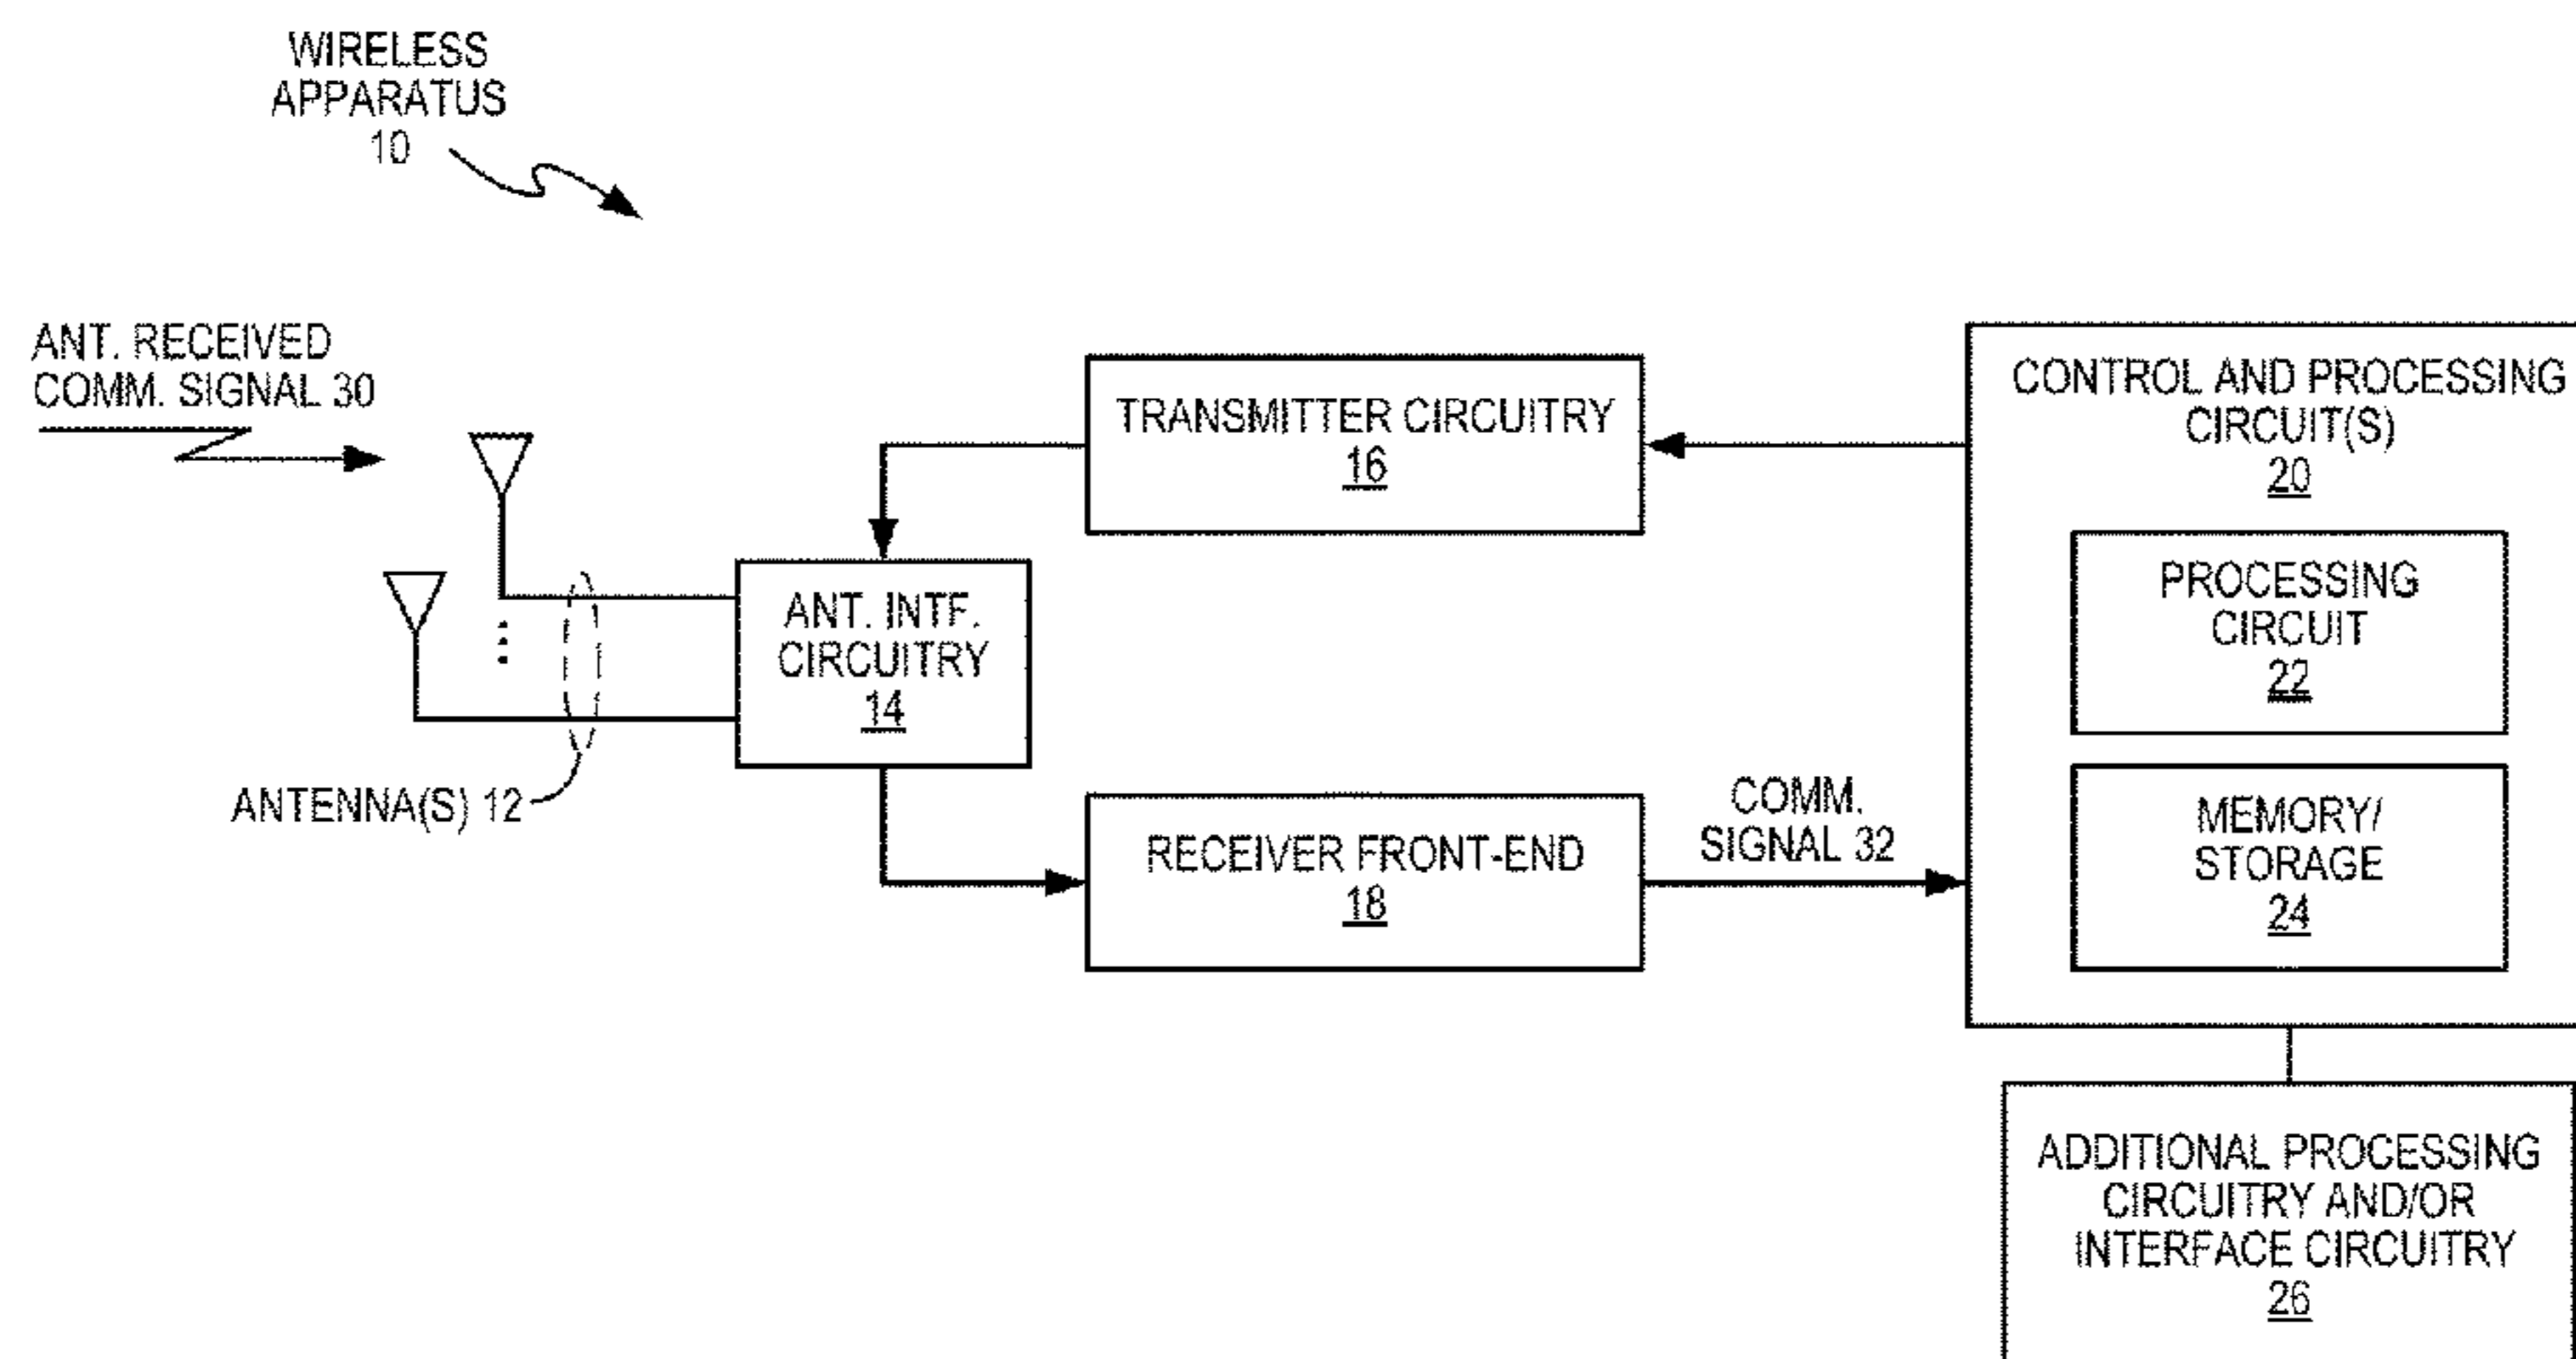 WIRELESS
APPARATUS
10
ANT. RECEIVED
COMM. SIGNAL 30
ANTENNA(S) 12
ANT. INTF.
CIRCUITRY
14
TRANSMITTER CIRCUITRY
16
RECEIVER FRONT-END
18
COMM.
SIGNAL 32
CONTROL AND PROCESSING
CIRCUIT(S)
20
PROCESSING
CIRCUIT
22
MEMORY/
STORAGE
24
ADDITIONAL PROCESSING
CIRCUITRY AND/OR
INTERFACE CIRCUITRY
26